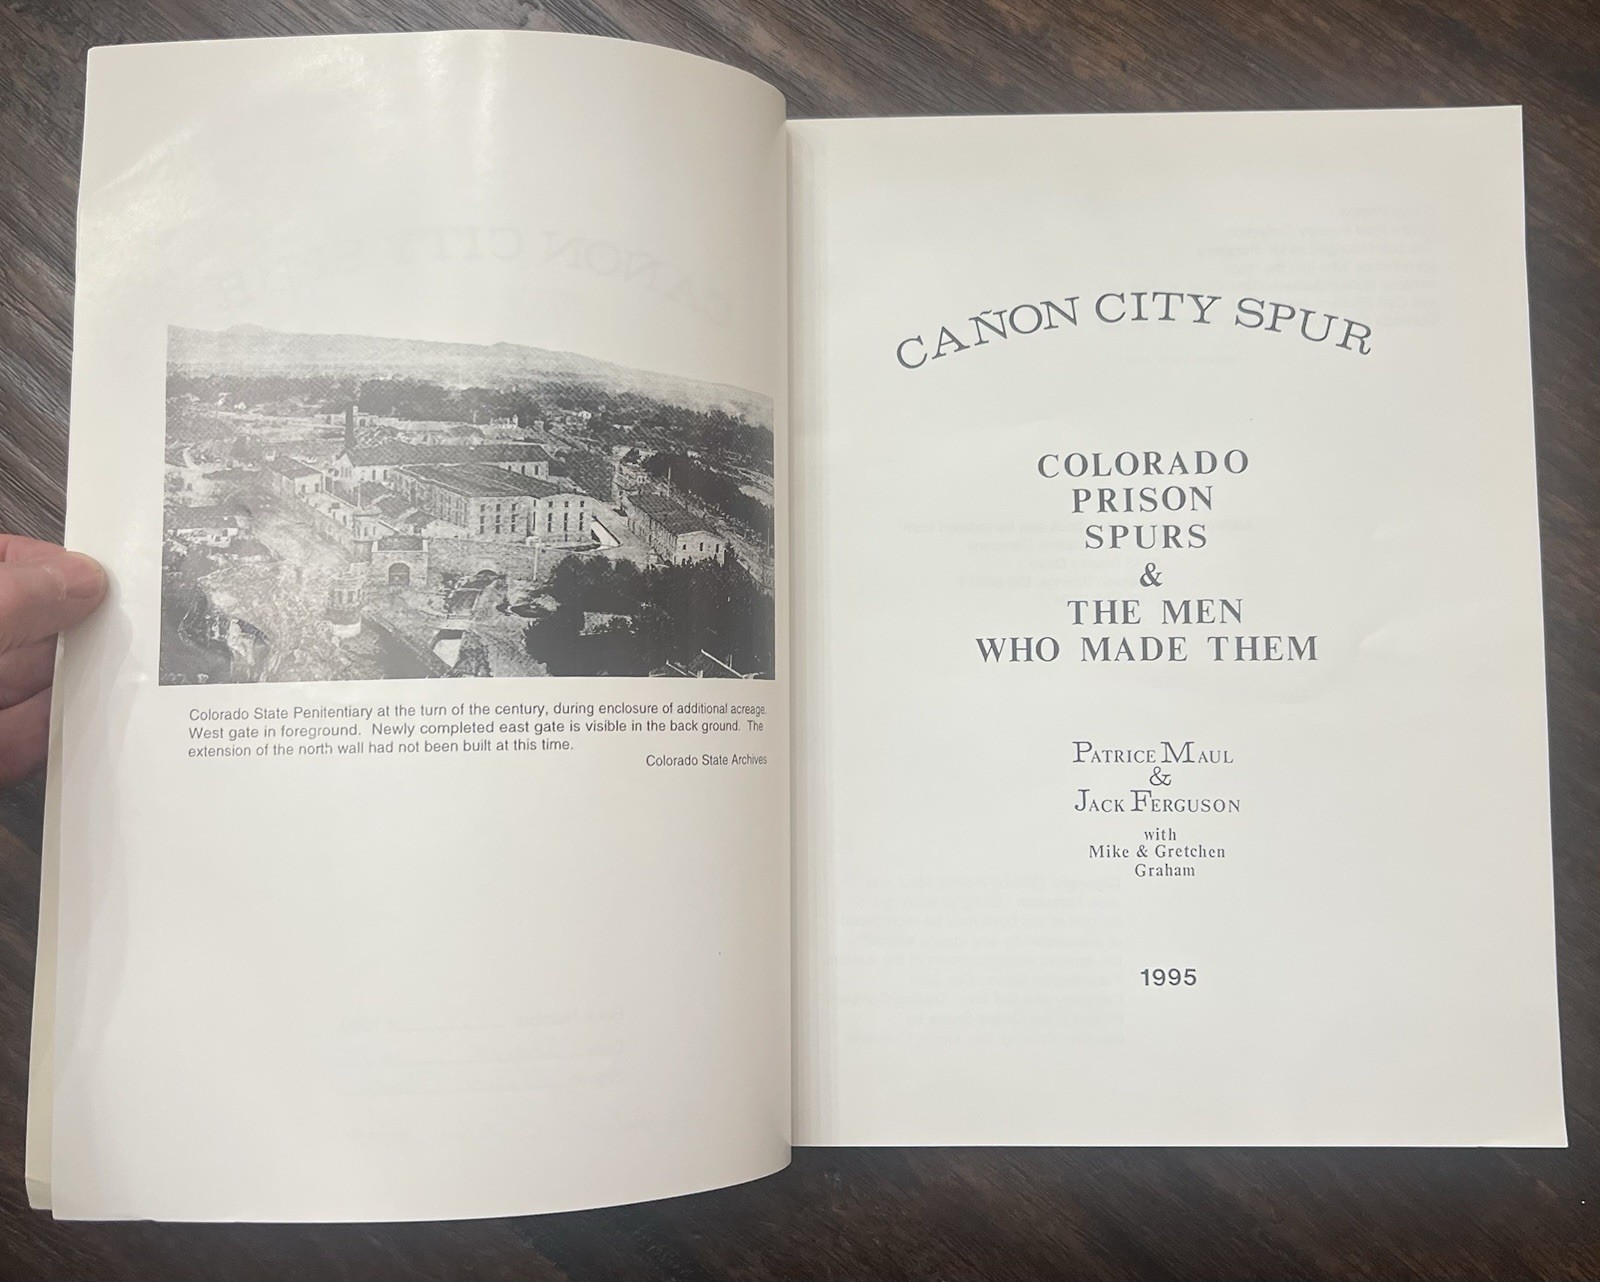 Colorado State Penitentiary at the turn of the century, during enclosure of additional acreage.
West gate in foreground. Newly completed east gate is visible in the back ground. The
extension of the north wall had not been built at this time.
Colorado State Archives
CAÑON CITY SPUR
COLORADO
PRISON
SPURS
&
THE MEN
WHO MADE THEM
PATRICE MAUL
&
JACK FERGUSON
with
Mike & Gretchen
Graham
1995